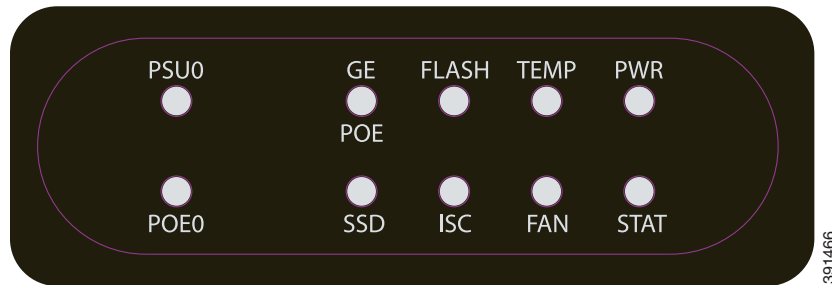 PSU0 GE FLASH TEMP PWR
POE
POE0 SSD ISC FAN STAT
391466